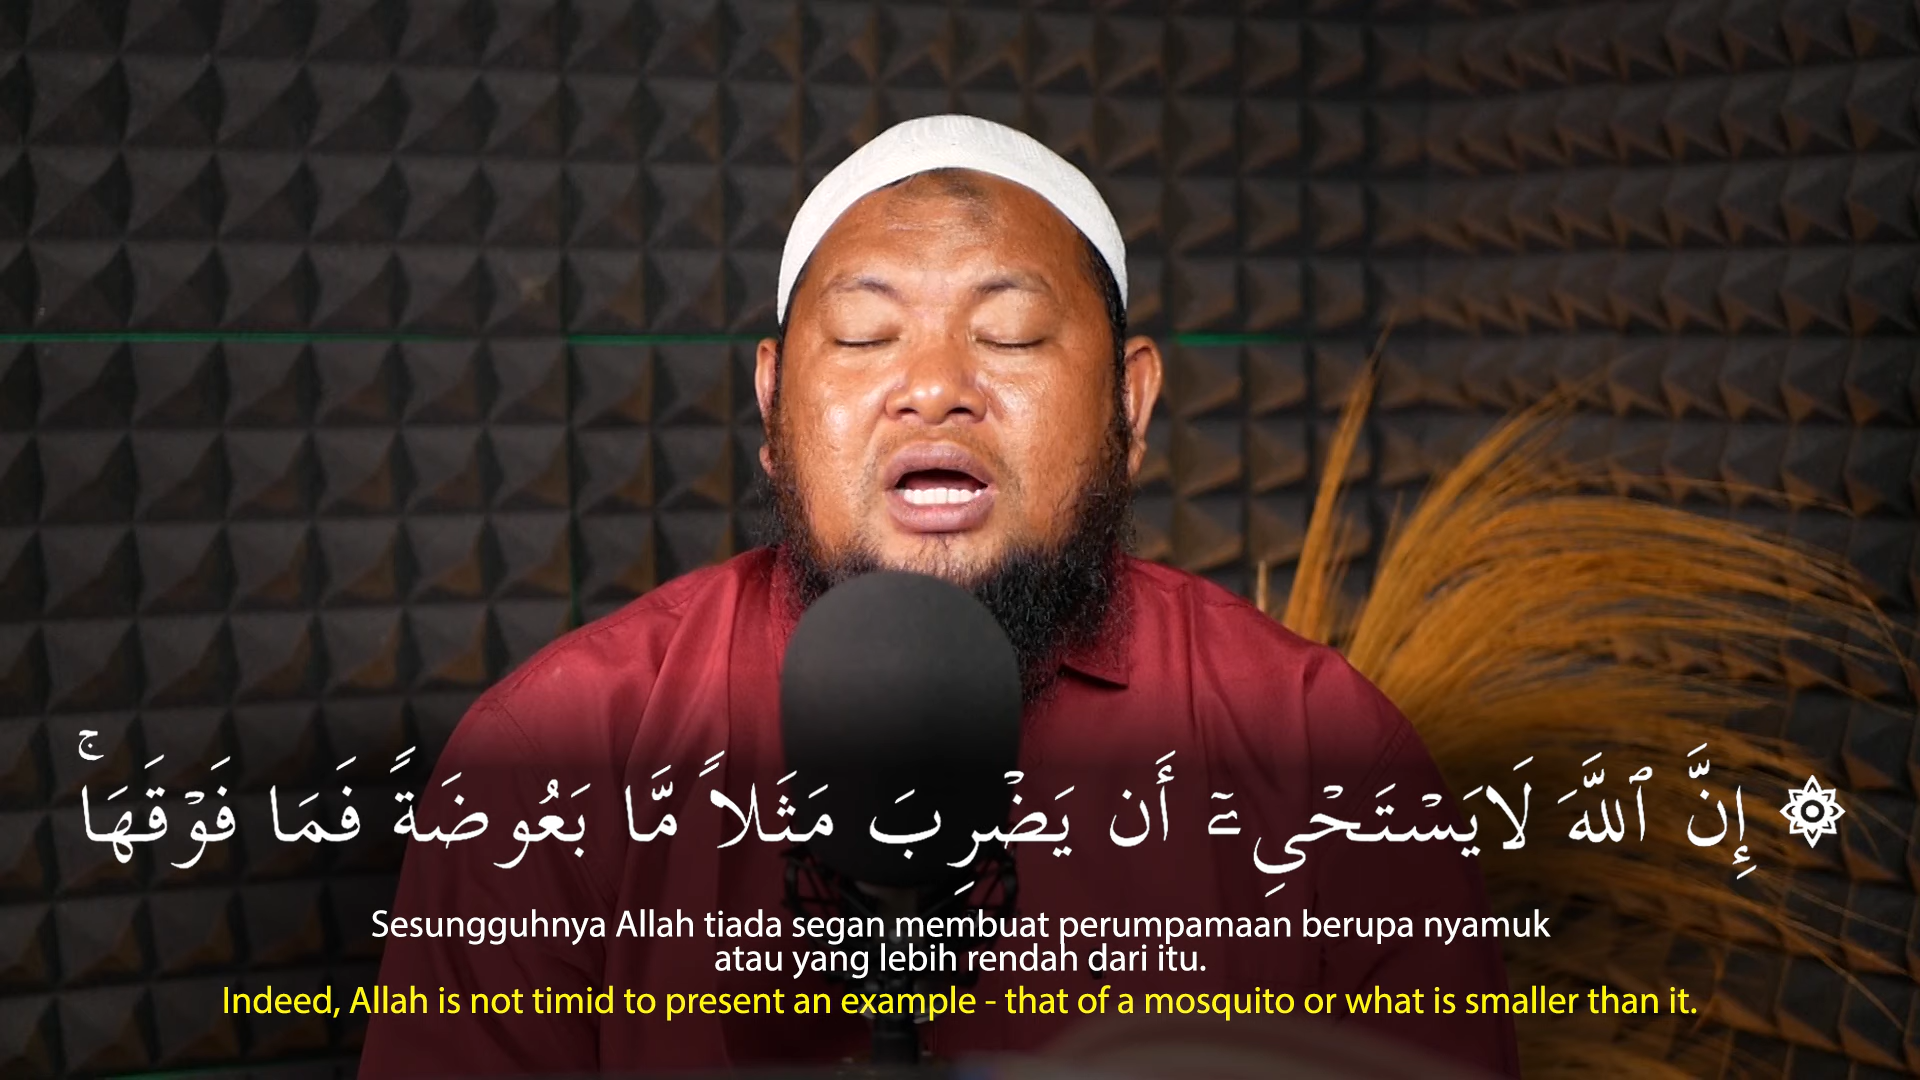 ۞ إِنَّ ٱللَّهَ لَا يَسْتَحْىِۦٓ أَن يَضْرِبَ مَثَلًا مَّا بَعُوضَةً فَمَا فَوْقَهَا ۚ
Sesungguhnya Allah tiada segan membuat perumpamaan berupa nyamuk
atau yang lebih rendah dari itu.
Indeed, Allah is not timid to present an example - that of a mosquito or what is smaller than it.